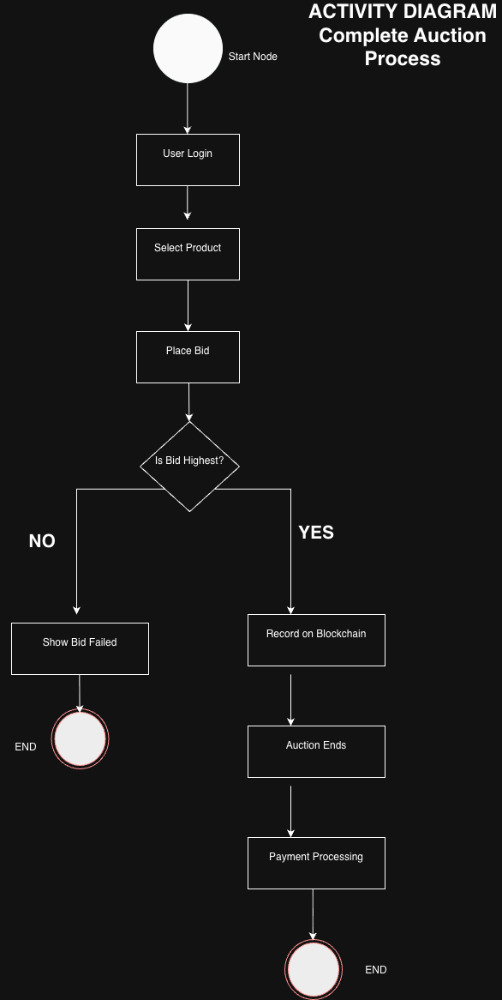 ACTIVITY DIAGRAM
Complete Auction
Process
Start Node
User Login
Select Product
Place Bid
Is Bid Highest?
NO
YES
Show Bid Failed
Record on Blockchain
END
Auction Ends
Payment Processing
END